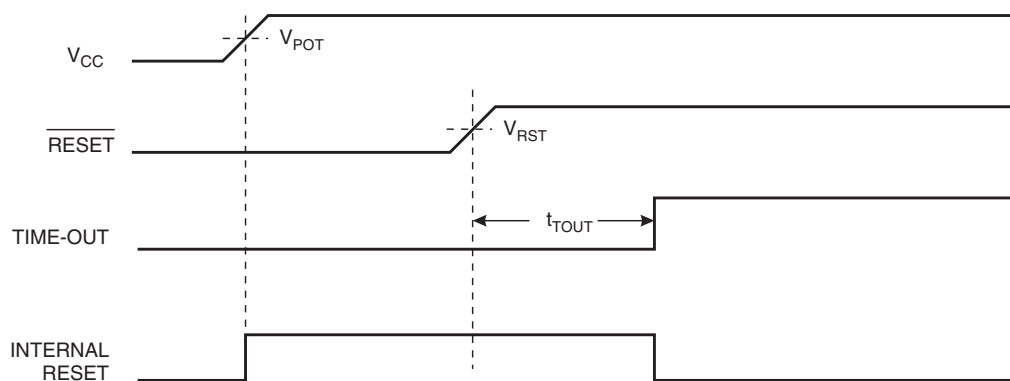 V_POT
V_CC
RESET
V_RST
t_TOUT
TIME-OUT
INTERNAL
RESET